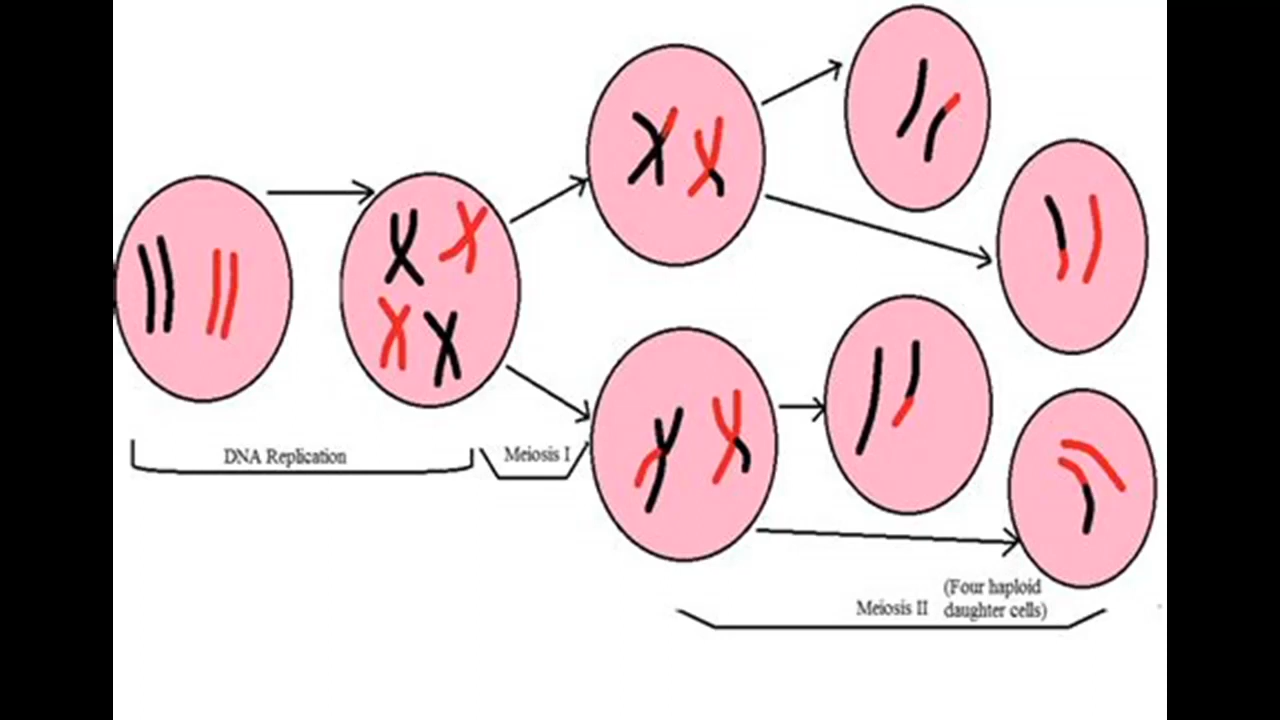 DNA Replication
Meiosis I
Meiosis II
(Four haploid
daughter cells)